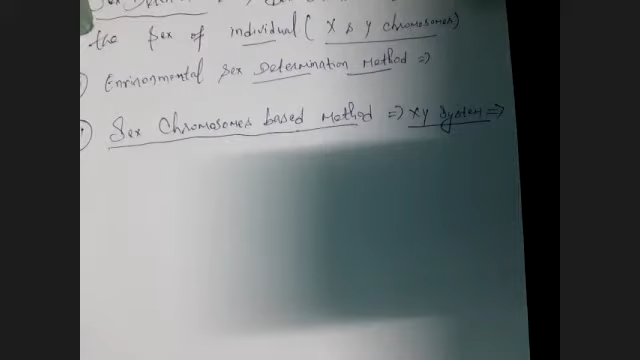 the Sex of individual ( X & Y chromosomes)
Environmental Sex Determination Method =>
Sex Chromosomes based Method => XY System =>